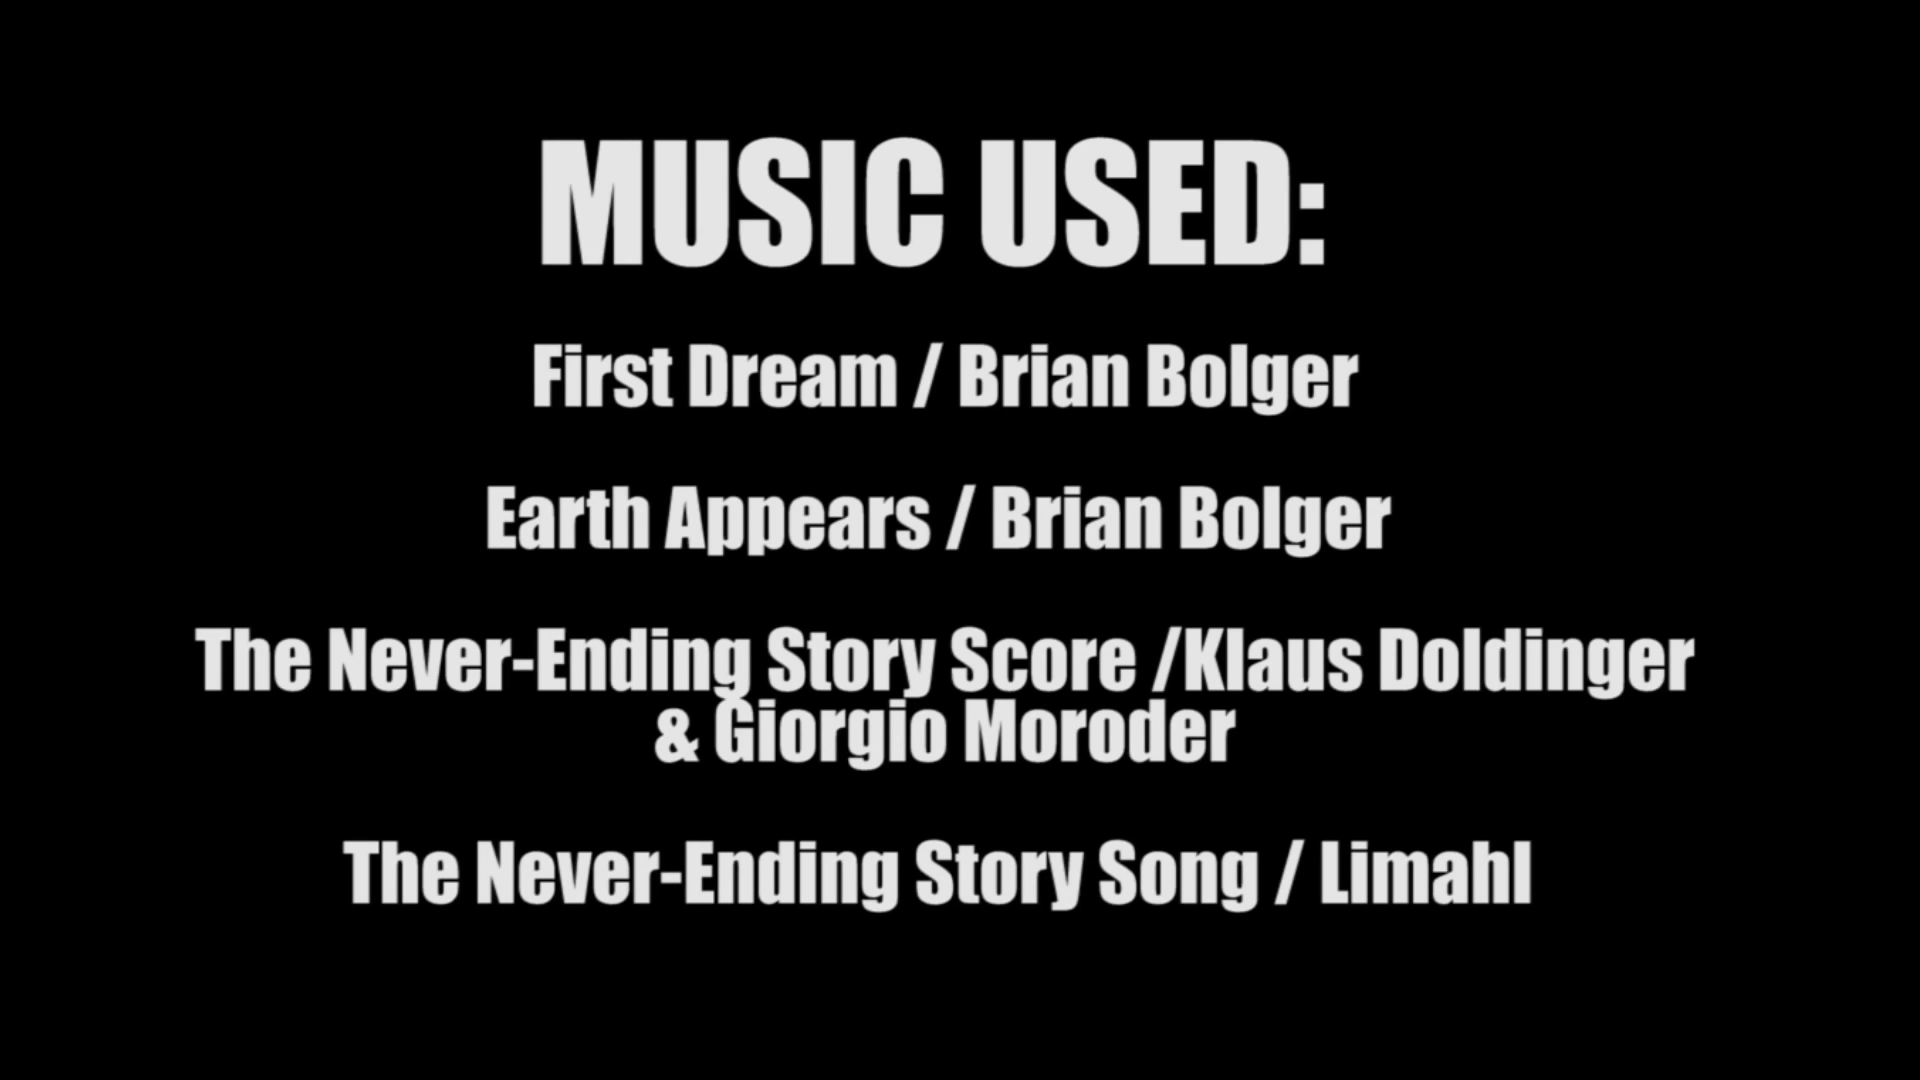 MUSIC USED:
First Dream / Brian Bolger
Earth Appears / Brian Bolger
The Never-Ending Story Score /Klaus Doldinger
& Giorgio Moroder
The Never-Ending Story Song / Limahl